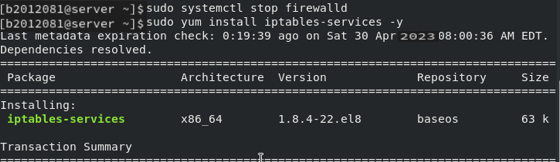 [b2012081@server ~]$ sudo systemctl stop firewalld
[b2012081@server ~]$ sudo yum install iptables-services -y
Last metadata expiration check: 0:19:39 ago on Sat 30 Apr 2023 08:00:36 AM EDT.
Dependencies resolved.
================================================================================
Package Architecture Version Repository Size
================================================================================
Installing:
iptables-services x86_64 1.8.4-22.el8 baseos 63 k

Transaction Summary
================================================================================